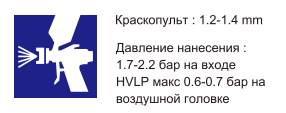 Краскопульт : 1.2-1.4 mm
Давление нанесения :
1.7-2.2 бар на входе
HVLP макс 0.6-0.7 бар на
воздушной головке